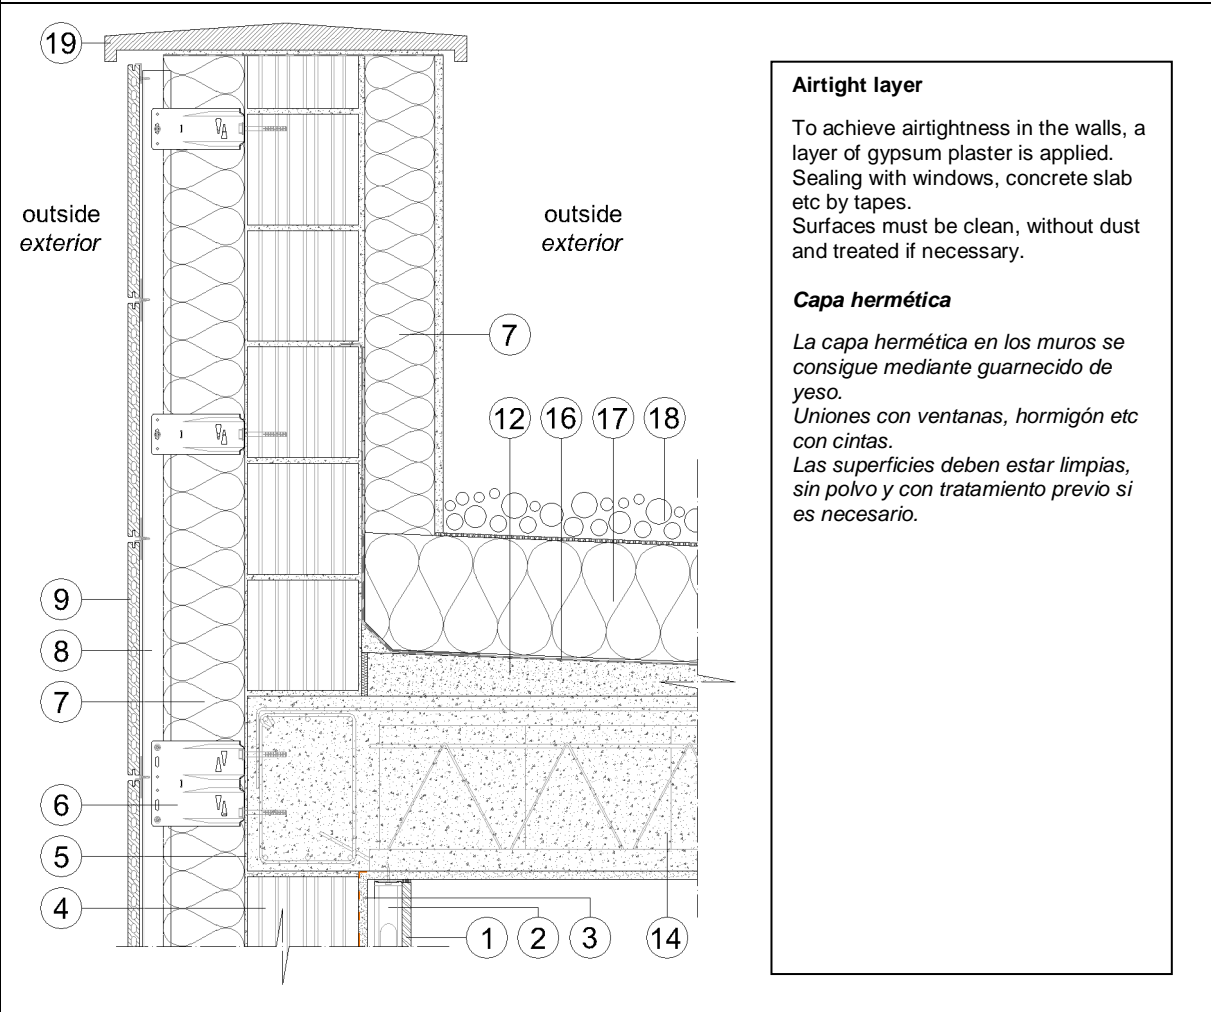 19
outside
exterior
outside
exterior
7
12 16 17 18
9
8
7
6
5
4
1 2 3 14
Airtight layer
To achieve airtightness in the walls, a
layer of gypsum plaster is applied.
Sealing with windows, concrete slab
etc by tapes.
Surfaces must be clean, without dust
and treated if necessary.
Capa hermética
La capa hermética en los muros se
consigue mediante guarnecido de
yeso.
Uniones con ventanas, hormigón etc
con cintas.
Las superficies deben estar limpias,
sin polvo y con tratamiento previo si
es necesario.